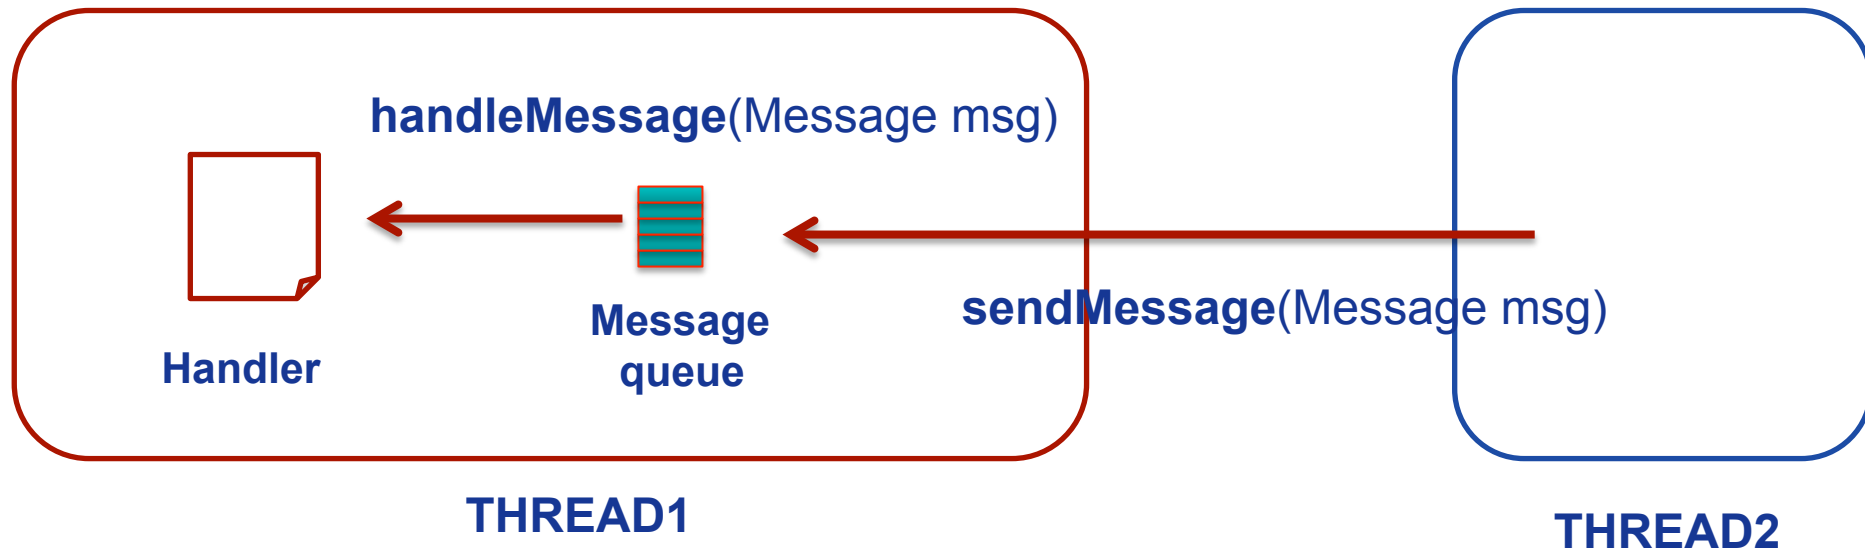 handleMessage(Message msg)
sendMessage(Message msg)
Message
queue
Handler
THREAD1
THREAD2